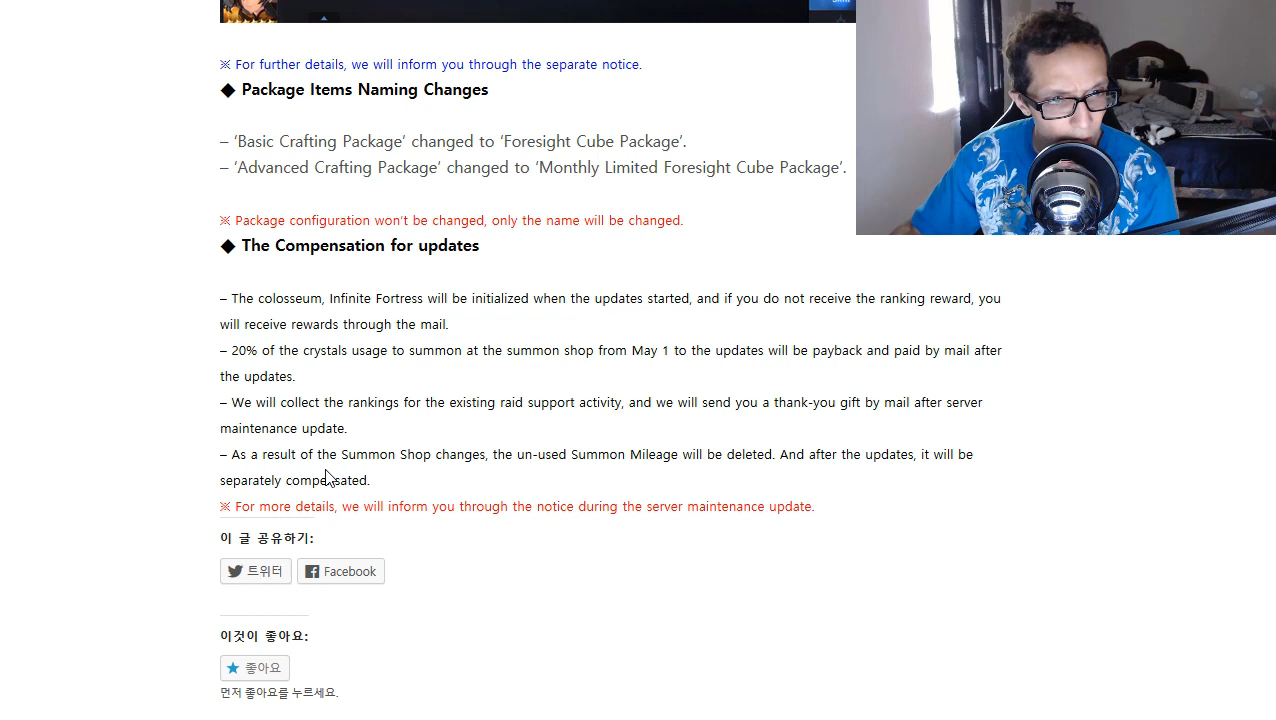 ※ For further details, we will inform you through the separate notice.
◆ Package Items Naming Changes
– ‘Basic Crafting Package’ changed to ‘Foresight Cube Package’.
– ‘Advanced Crafting Package’ changed to ‘Monthly Limited Foresight Cube Package’.
※ Package configuration won’t be changed, only the name will be changed.
◆ The Compensation for updates
– The colosseum, Infinite Fortress will be initialized when the updates started, and if you do not receive the ranking reward, you
will receive rewards through the mail.
– 20% of the crystals usage to summon at the summon shop from May 1 to the updates will be payback and paid by mail after
the updates.
– We will collect the rankings for the existing raid support activity, and we will send you a thank-you gift by mail after server
maintenance update.
– As a result of the Summon Shop changes, the un-used Summon Mileage will be deleted. And after the updates, it will be
separately compensated.
※ For more details, we will inform you through the notice during the server maintenance update.
이 글 공유하기:
트위터
Facebook
이것이 좋아요:
좋아요
먼저 좋아요를 누르세요.